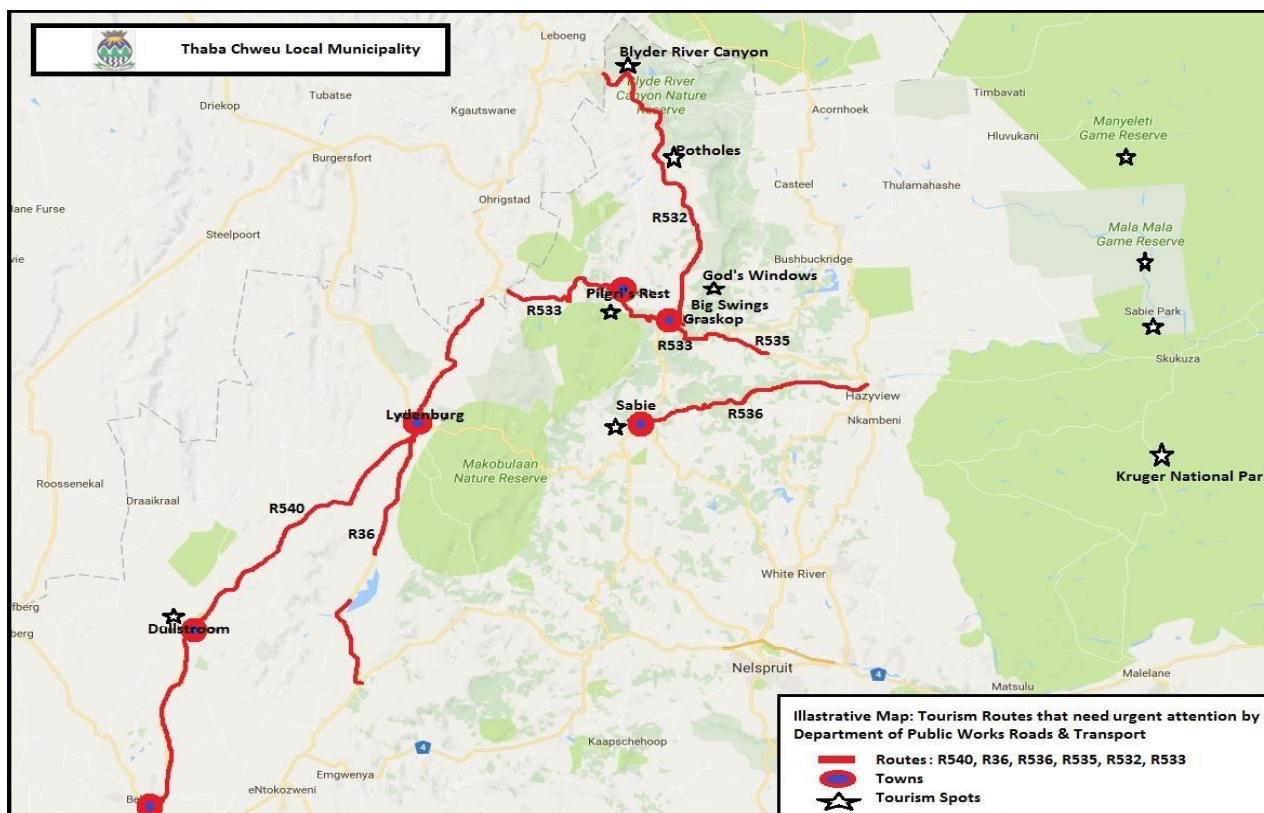 Thaba Chweu Local Municipality
Leboeng
Blyder River Canyon
Blyde River
Canyon Nature
Reserve
Driekop
Tubatse
Kgautswane
Acornhoek
Timbavati
Hluvukani
Manyeleti
Game Reserve
Burgersfort
Potholes
Casteel
Thulamahashe
Ohrigstad
R532
Steelpoort
Mala Mala
Game Reserve
Bushbuckridge
God's Windows
Pilgri's Rest
Big Swings
R533
Graskop
Sabie Park
R533
R535
Skukuza
Lydenburg
Sabie
Hazyview
R536
Nkambeni
Makobulaan
Nature Reserve
Kruger National Par
Roossenekal
Draaikraal
R540
R36
White River
Dullstroom
Nelspruit
4
Matsulu
Malelane
Kaapschehoop
4
Emgwenya
eNtokozweni
Illastrative Map: Tourism Routes that need urgent attention by
Department of Public Works Roads & Transport
Routes: R540, R36, R536, R535, R532, R533
Towns
Tourism Spots